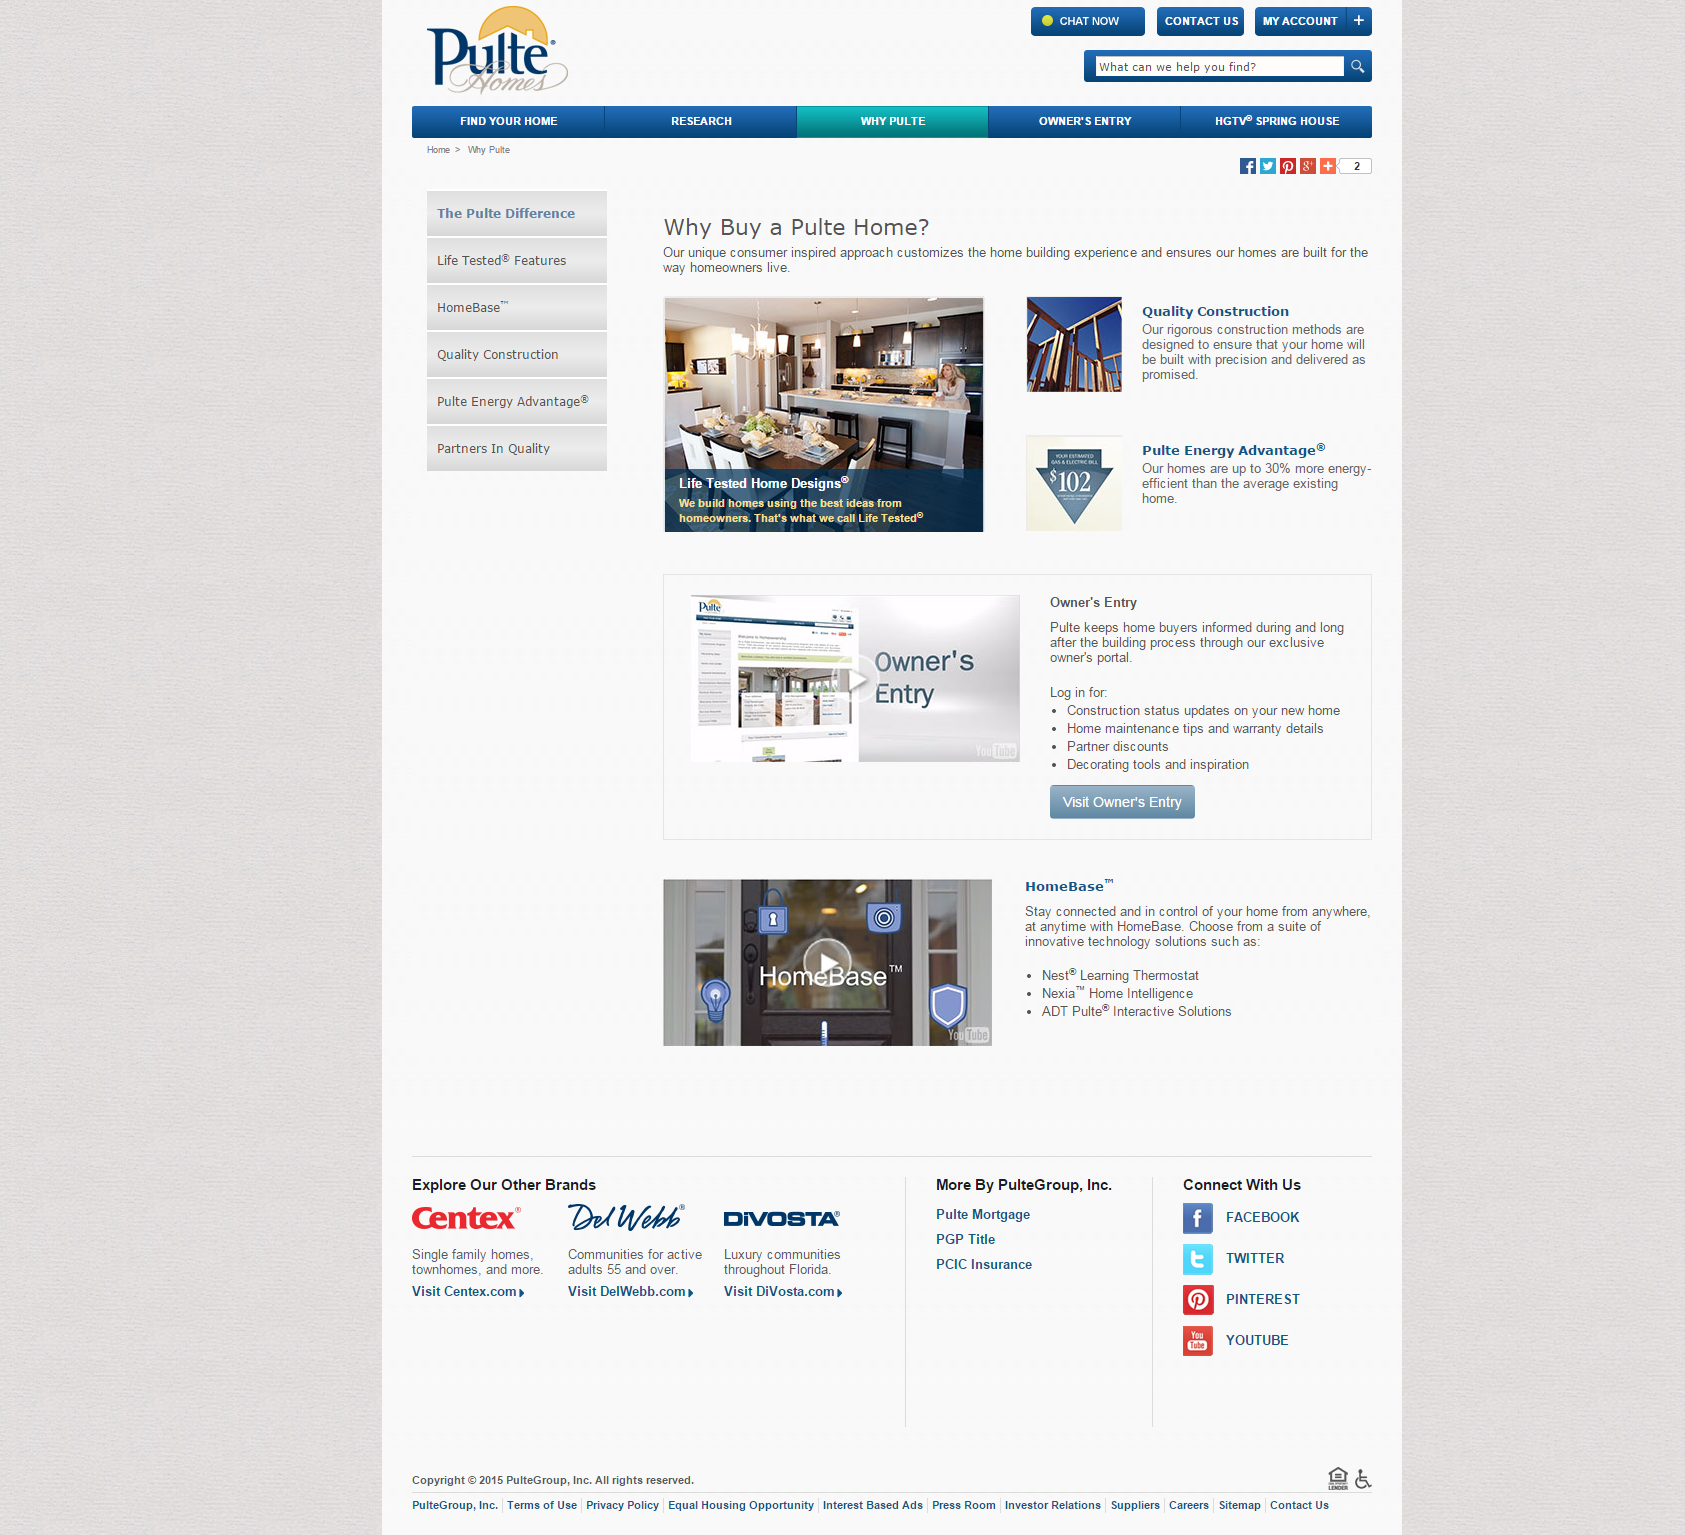 Pulte®
Homes
CHAT NOW
CONTACT US
MY ACCOUNT
+
What can we help you find?
FIND YOUR HOME
RESEARCH
WHY PULTE
OWNER'S ENTRY
HGTV® SPRING HOUSE
Home > Why Pulte
2
The Pulte Difference
Life Tested® Features
HomeBase™
Quality Construction
Pulte Energy Advantage®
Partners In Quality
Why Buy a Pulte Home?
Our unique consumer inspired approach customizes the home building experience and ensures our homes are built for the
way homeowners live.
Life Tested Home Designs®
We build homes using the best ideas from
homeowners. That's what we call Life Tested®
Quality Construction
Our rigorous construction methods are
designed to ensure that your home will
be built with precision and delivered as
promised.
YOUR ESTIMATED
GAS & ELECTRIC BILL
$102
Pulte Energy Advantage®
Our homes are up to 30% more energy-
efficient than the average existing
home.
Pulte
Welcome to Homeownership
Owner's
Entry
YouTube
Owner's Entry
Pulte keeps home buyers informed during and long
after the building process through our exclusive
owner's portal.
Log in for:
• Construction status updates on your new home
• Home maintenance tips and warranty details
• Partner discounts
• Decorating tools and inspiration
Visit Owner's Entry
HomeBase™
YouTube
HomeBase™
Stay connected and in control of your home from anywhere,
at anytime with HomeBase. Choose from a suite of
innovative technology solutions such as:
• Nest® Learning Thermostat
• Nexia™ Home Intelligence
• ADT Pulte® Interactive Solutions
Explore Our Other Brands
Centex®
Single family homes,
townhomes, and more.
Visit Centex.com
Del Webb®
Communities for active
adults 55 and over.
Visit DelWebb.com
DIVOSTA®
Luxury communities
throughout Florida.
Visit DiVosta.com
More By PulteGroup, Inc.
Pulte Mortgage
PGP Title
PCIC Insurance
Connect With Us
FACEBOOK
TWITTER
PINTEREST
You
Tube
YOUTUBE
Copyright © 2015 PulteGroup, Inc. All rights reserved.
LENDER
PulteGroup, Inc. | Terms of Use | Privacy Policy | Equal Housing Opportunity | Interest Based Ads | Press Room | Investor Relations | Suppliers | Careers | Sitemap | Contact Us